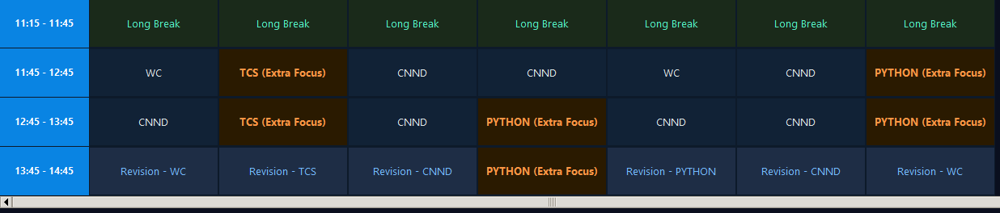 11:15 - 11:45 Long Break Long Break Long Break Long Break Long Break Long Break Long Break
11:45 - 12:45 WC TCS (Extra Focus) CNND CNND WC CNND PYTHON (Extra Focus)
12:45 - 13:45 CNND TCS (Extra Focus) CNND PYTHON (Extra Focus) CNND CNND PYTHON (Extra Focus)
13:45 - 14:45 Revision - WC Revision - TCS Revision - CNND PYTHON (Extra Focus) Revision - PYTHON Revision - CNND Revision - WC